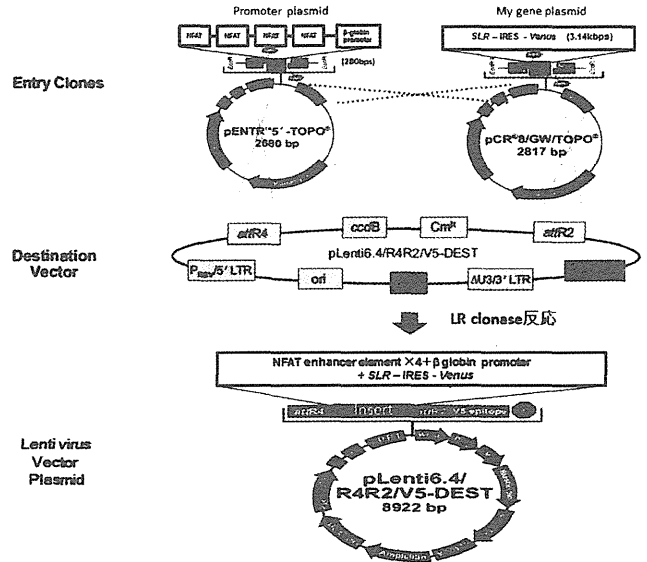 Promoter plasmid
My gene plasmid
NFAT
NFAT
NFAT
NFAT
β-globin
promoter
SLR – IRES - Venus (3.14kbps)
(280bps)
Entry Clones
pENTR™5´-TOPO®
2680 bp
pCR®8/GW/TOPO®
2817 bp
attR4
ccdB
Cmᴿ
attR2
Destination
Vector
pLenti6.4/R4R2/V5-DEST
PRSV/5´ LTR
ori
ΔU3/3´ LTR
LR clonase反応
NFAT enhancer element ×4+β globin promoter
+ SLR – IRES - Venus
attR4
Insert
V5 epitope
Lenti virus
Vector
Plasmid
pLenti6.4/
R4R2/V5-DEST
8922 bp
Ampicillin